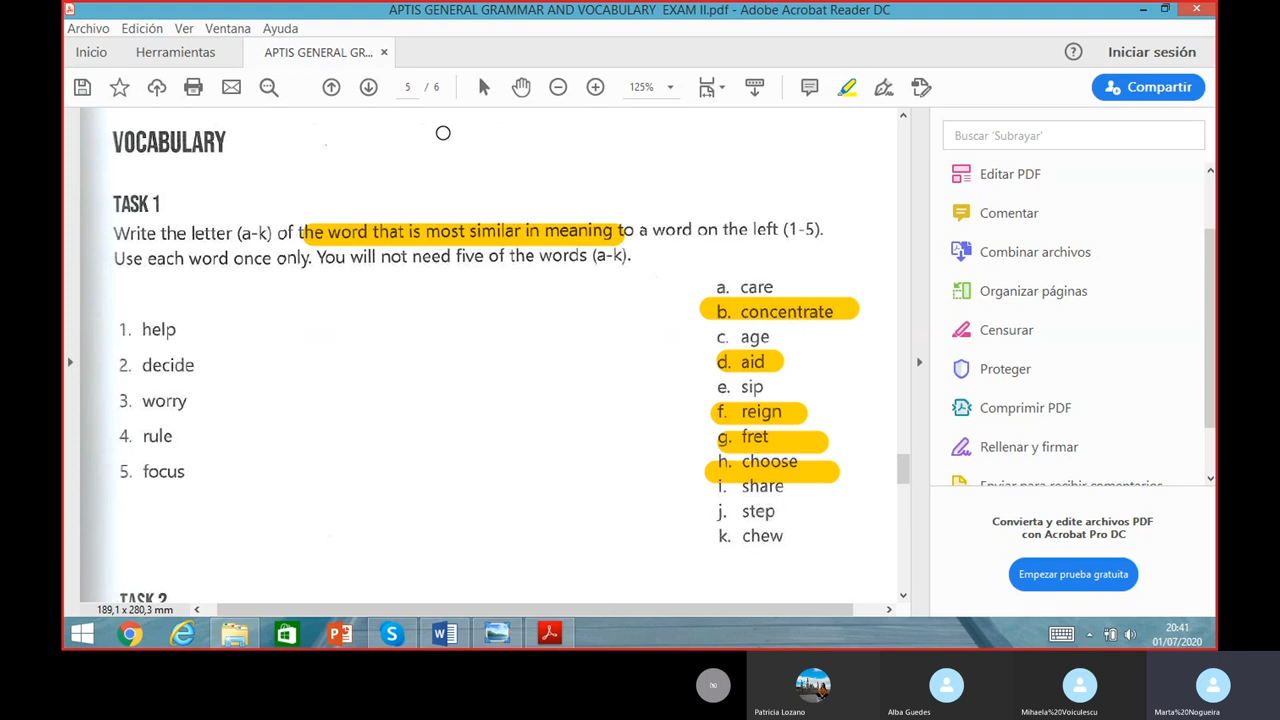 APTIS GENERAL GRAMMAR AND VOCABULARY EXAM II.pdf - Adobe Acrobat Reader DC
Archivo Edición Ver Ventana Ayuda
Inicio Herramientas APTIS GENERAL GR... × Iniciar sesión
5 / 6 125% Compartir
VOCABULARY
TASK 1
Write the letter (a-k) of the word that is most similar in meaning to a word on the left (1-5).
Use each word once only. You will not need five of the words (a-k).
1. help
2. decide
3. worry
4. rule
5. focus
a. care
b. concentrate
c. age
d. aid
e. sip
f. reign
g. fret
h. choose
i. share
j. step
k. chew
TASK 2
189,1 x 280,3 mm
Buscar 'Subrayar'
Editar PDF
Comentar
Combinar archivos
Organizar páginas
Censurar
Proteger
Comprimir PDF
Rellenar y firmar
Enviar para recibir comentarios
Convierta y edite archivos PDF
con Acrobat Pro DC
Empezar prueba gratuita
20:41
01/07/2020
Patricia Lozano
Alba Guedes
Mihaela%20Voiculescu
Marta%20Nogueira